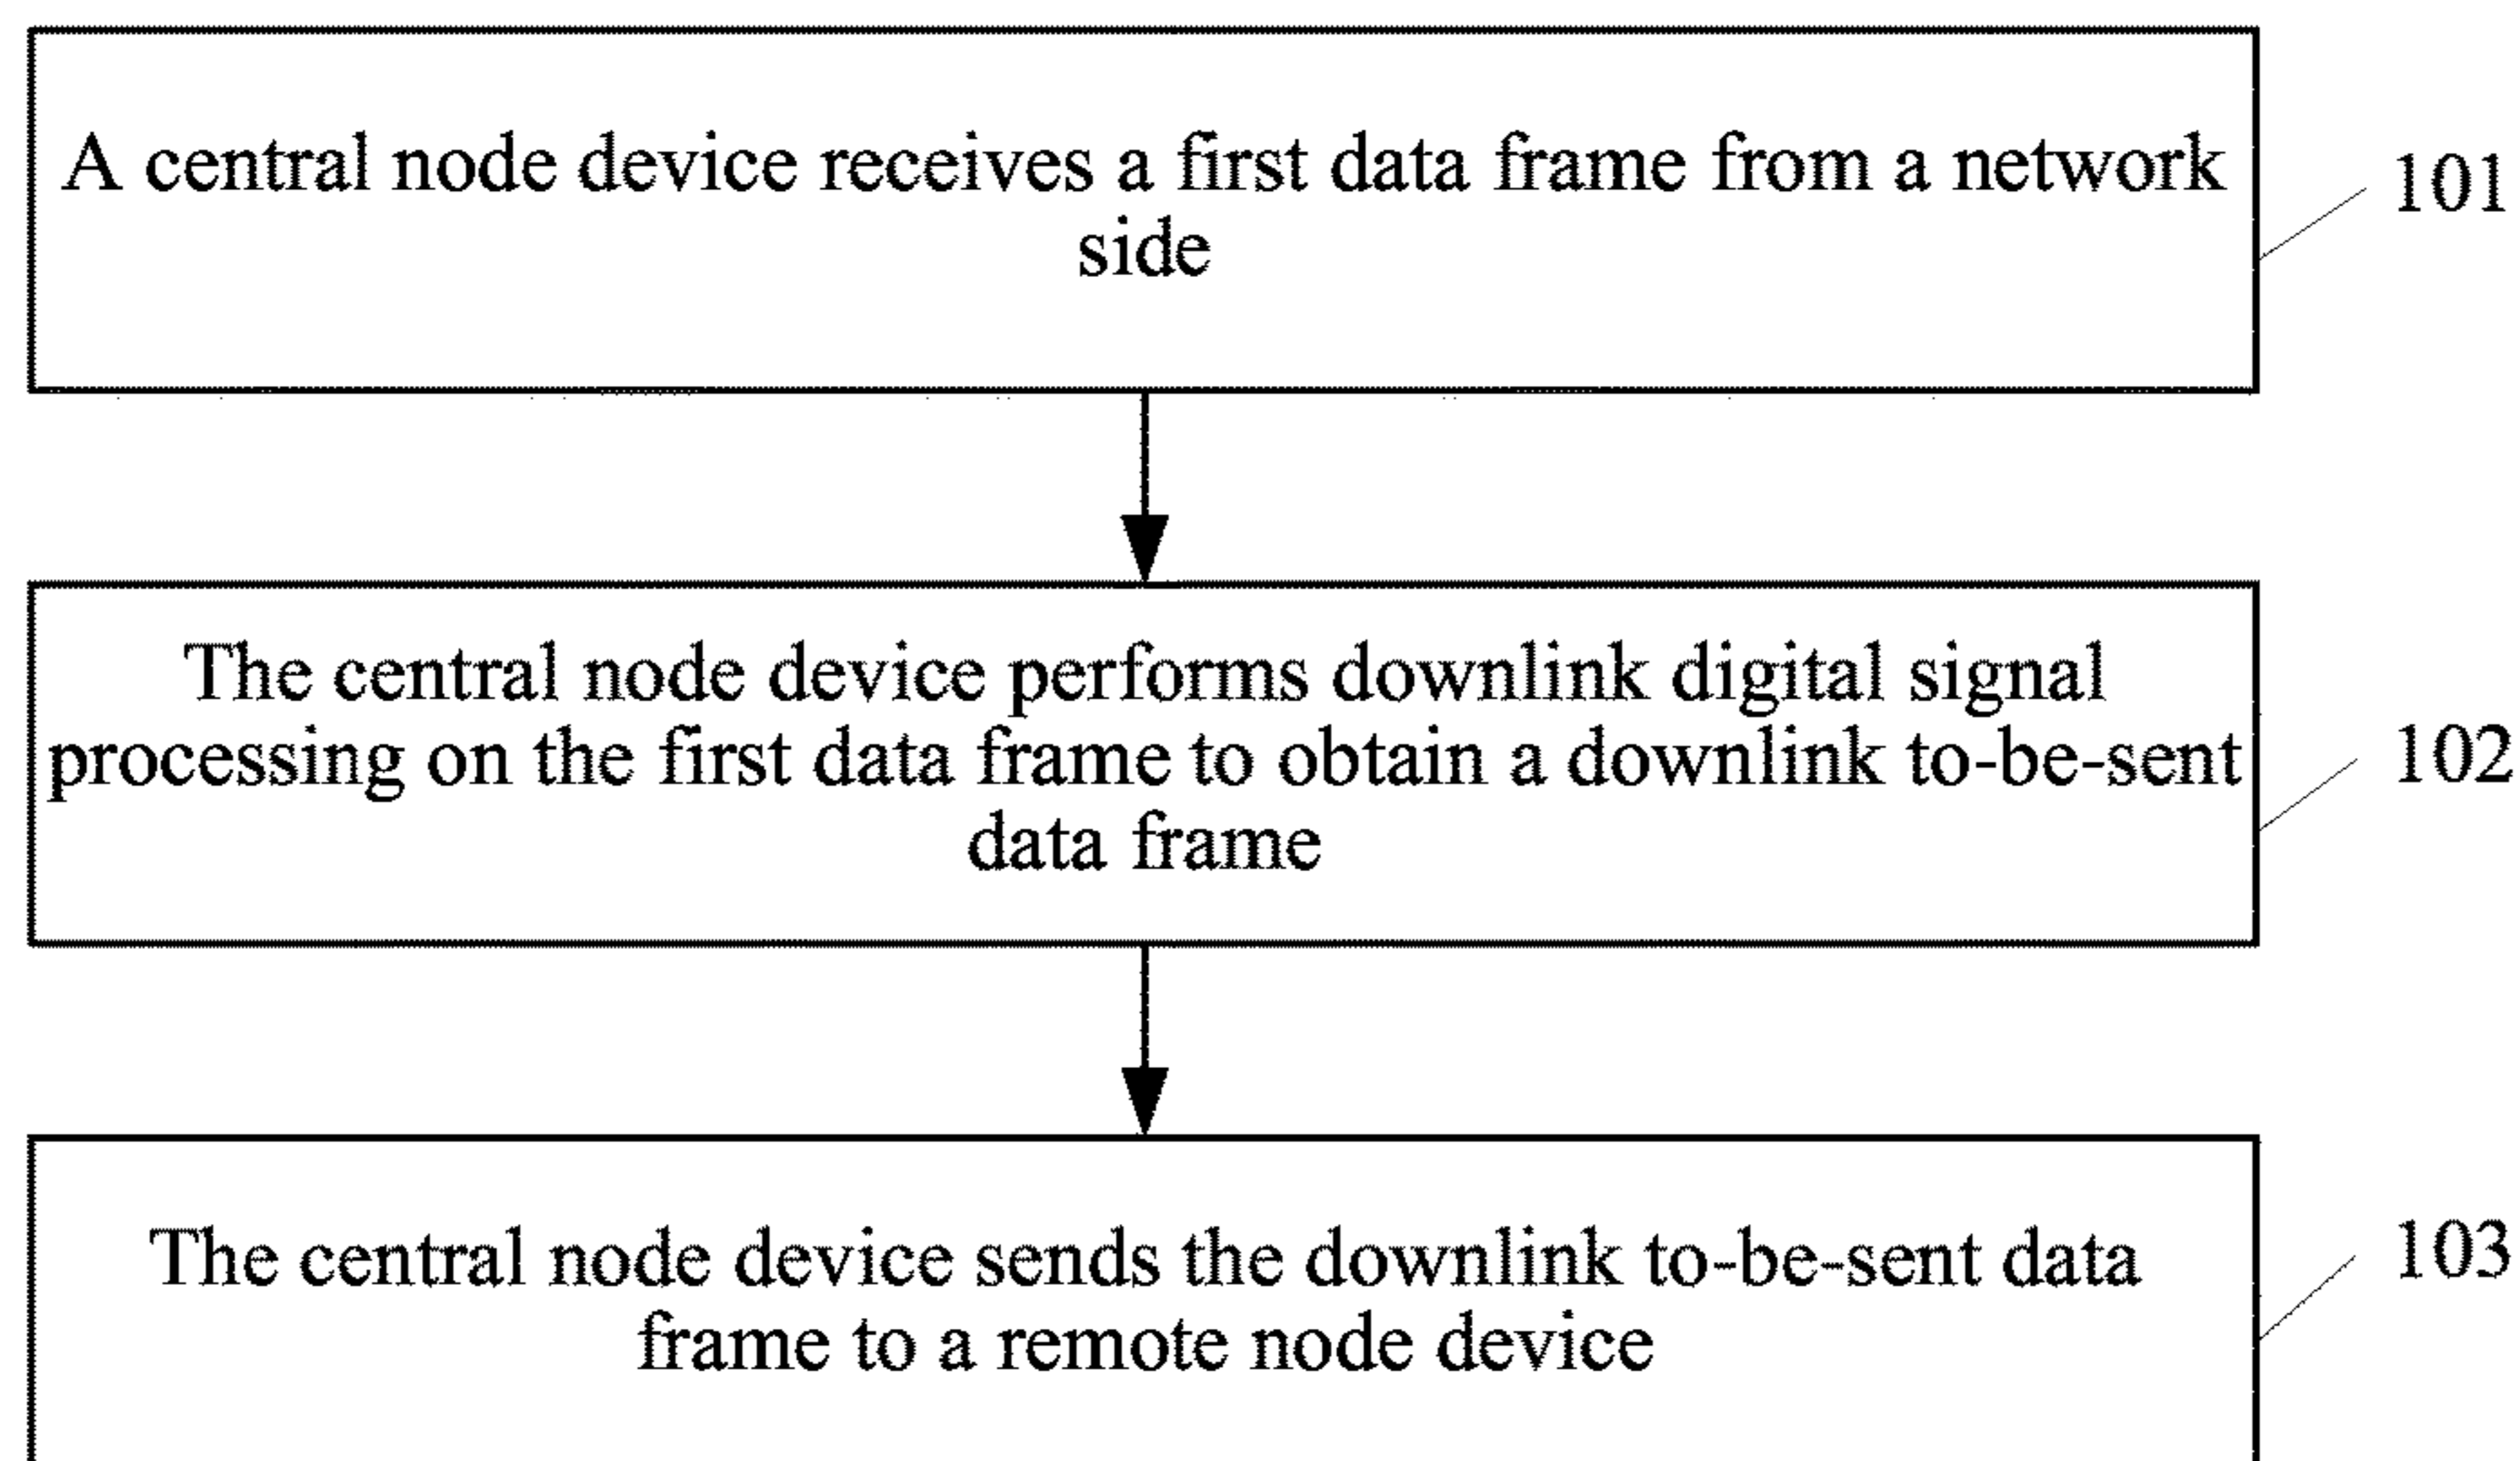 A central node device receives a first data frame from a network
side
101
The central node device performs downlink digital signal
processing on the first data frame to obtain a downlink to-be-sent
data frame
102
The central node device sends the downlink to-be-sent data
frame to a remote node device
103